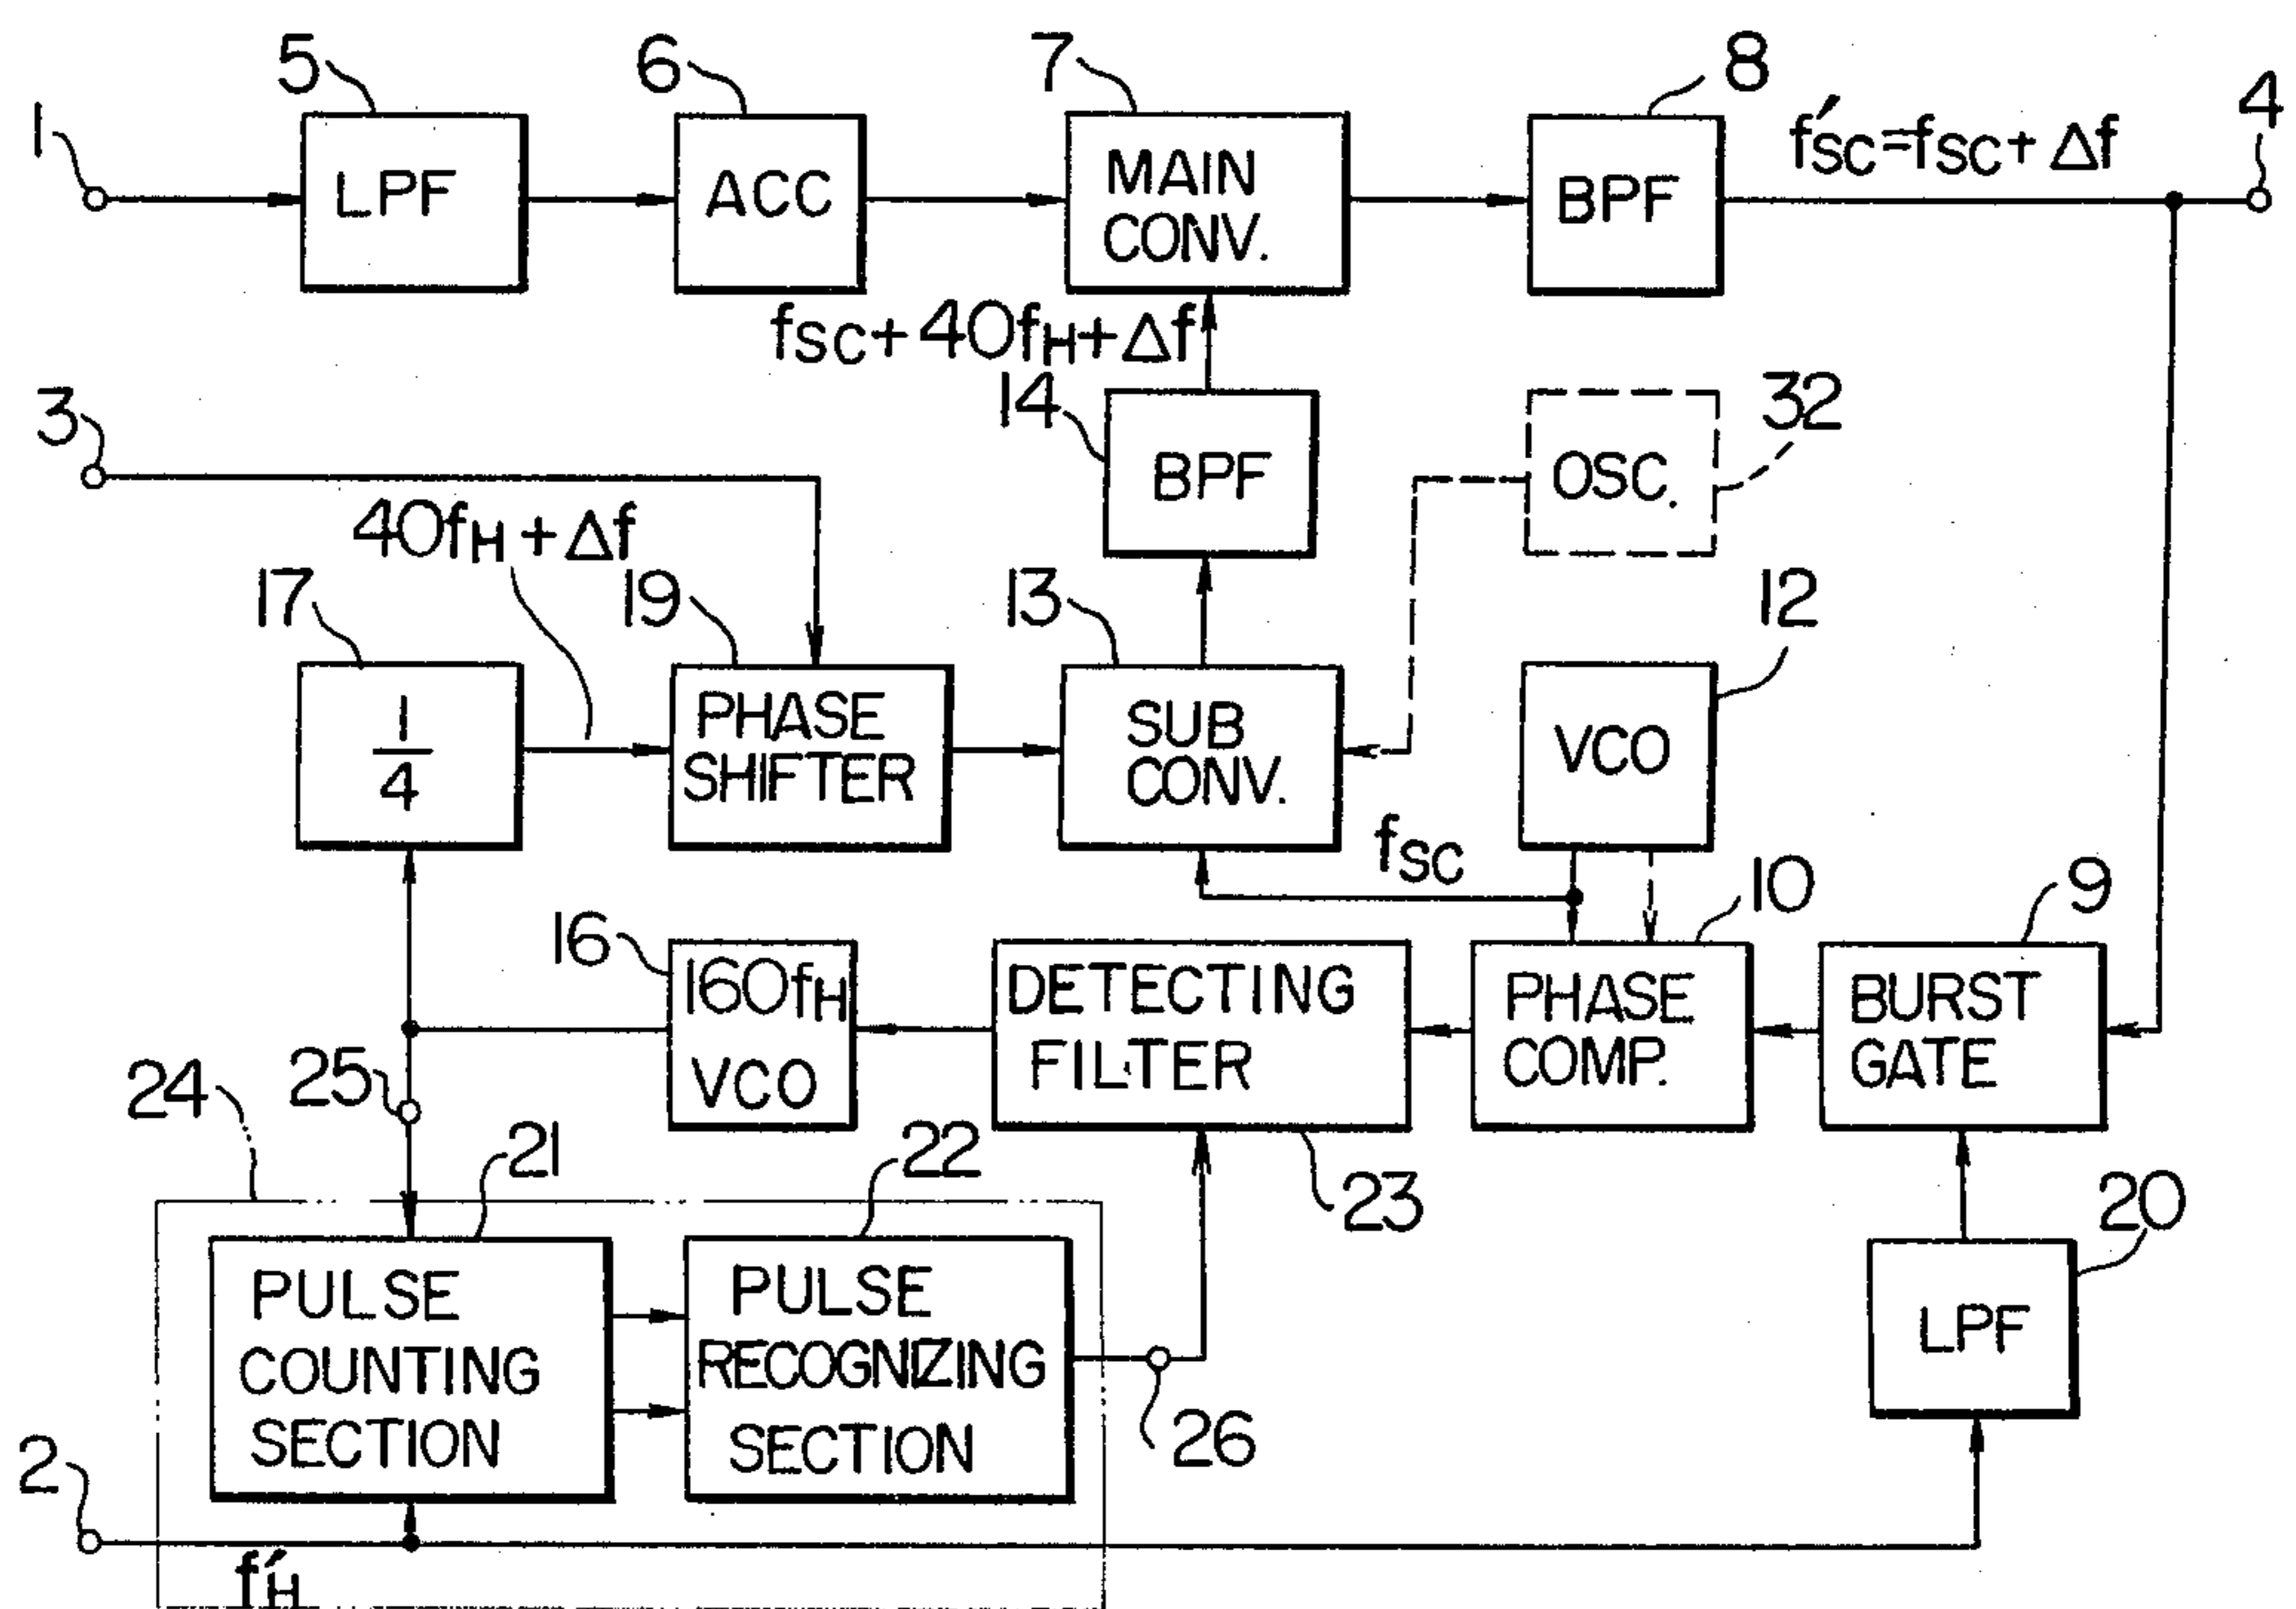 5
6
7
8
4
1
LPF
ACC
MAIN
CONV.
BPF
f'SC=fSC+Δf
fSC+40fH+Δf
3
14
BPF
OSC.
32
40fH+Δf
17
19
13
12
1/4
PHASE
SHIFTER
SUB
CONV.
VCO
fSC
10
9
16
160fH
VCO
DETECTING
FILTER
PHASE
COMP.
BURST
GATE
24
25
21
22
23
20
PULSE
COUNTING
SECTION
PULSE
RECOGNIZING
SECTION
LPF
26
2
f'H